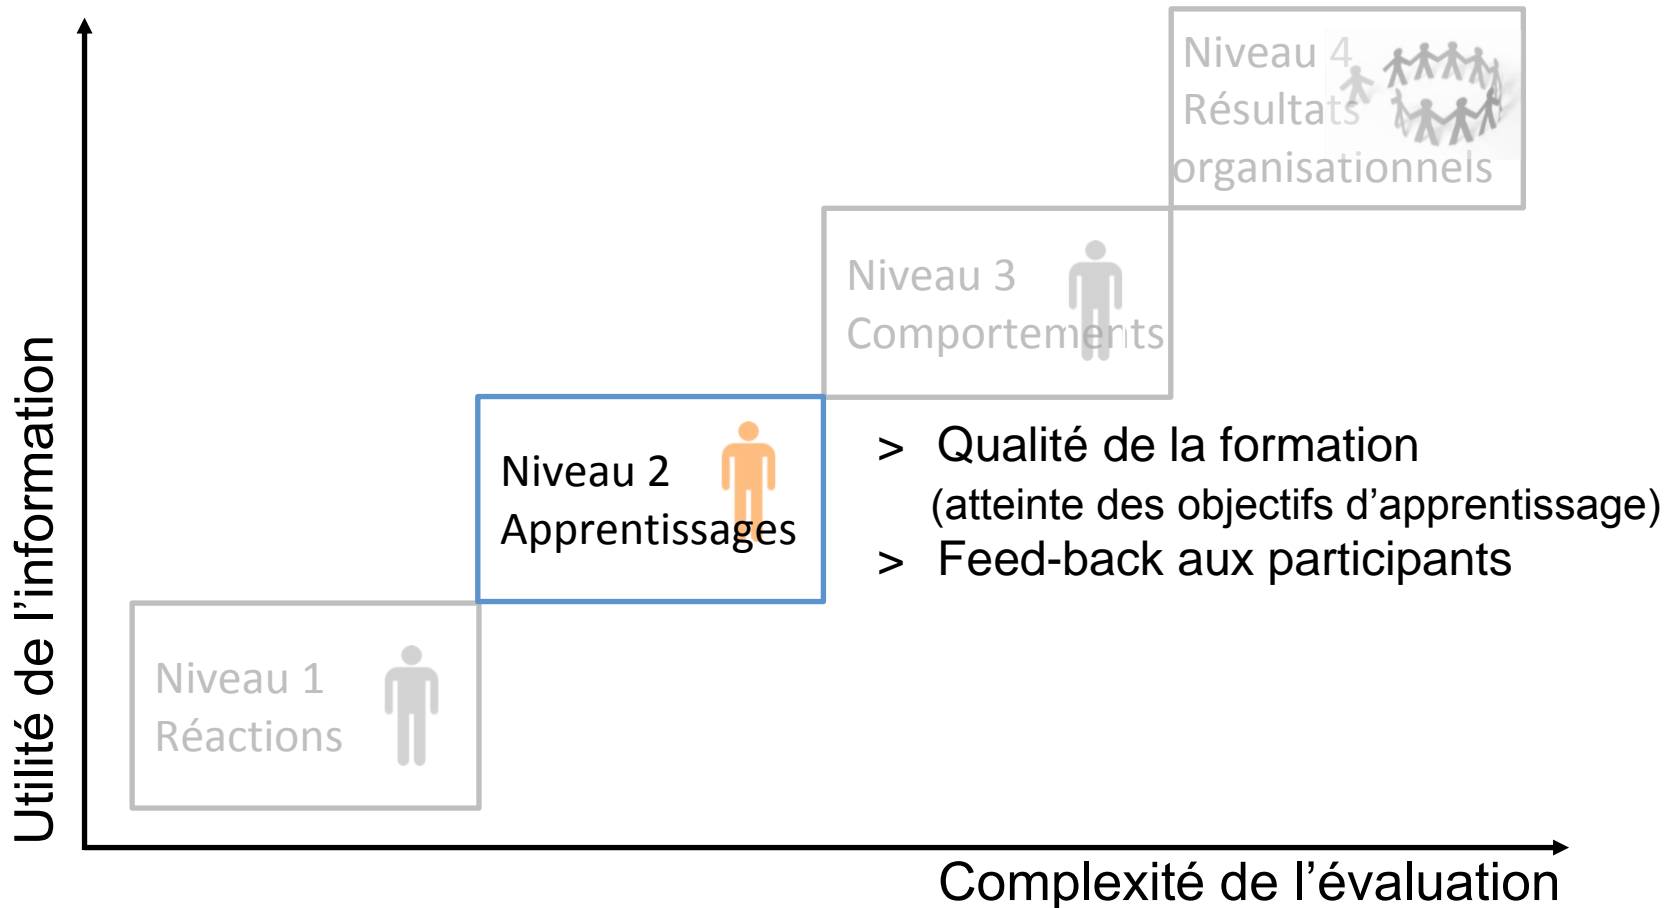 Niveau 4
Résultats
organisationnels
Niveau 3
Comportements
Niveau 2
Apprentissages
> Qualité de la formation
(atteinte des objectifs d’apprentissage)
> Feed-back aux participants
Niveau 1
Réactions
Utilité de l’information
Complexité de l’évaluation